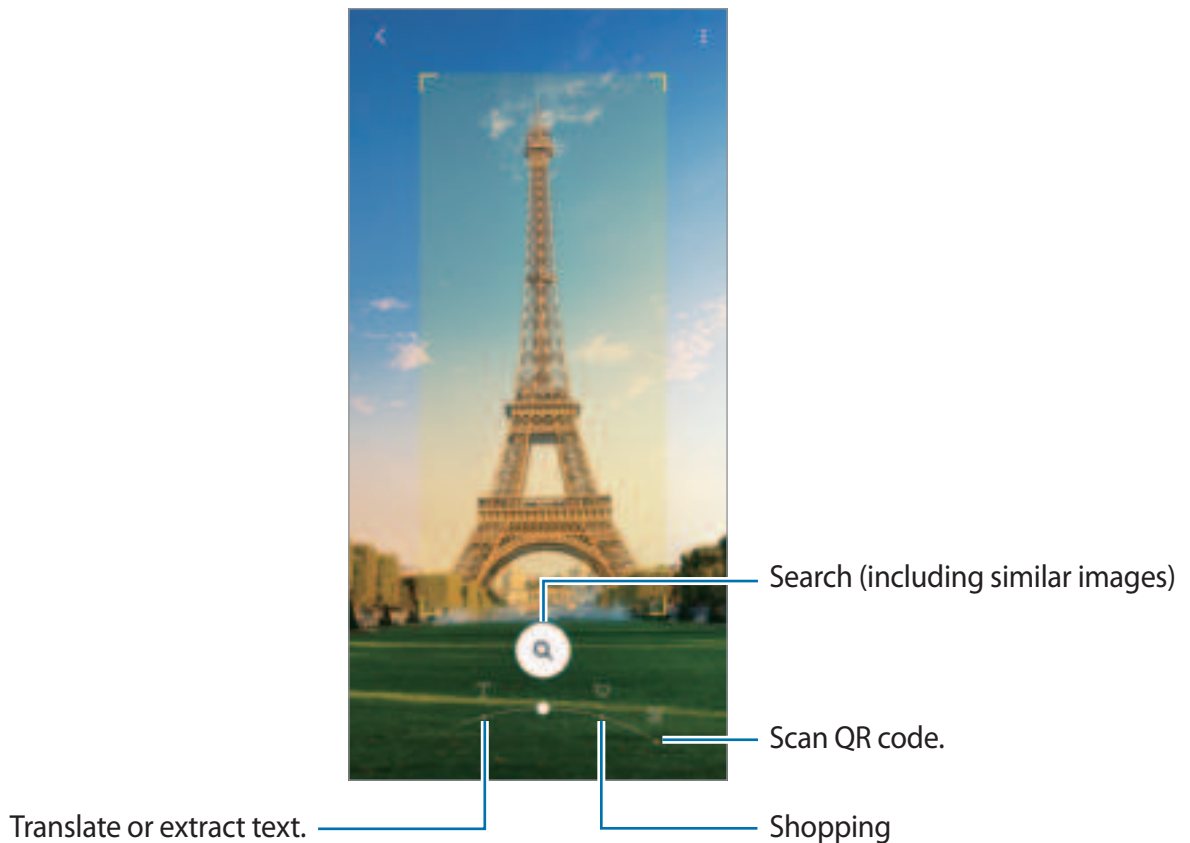 Search (including similar images)
Scan QR code.
Translate or extract text.
Shopping